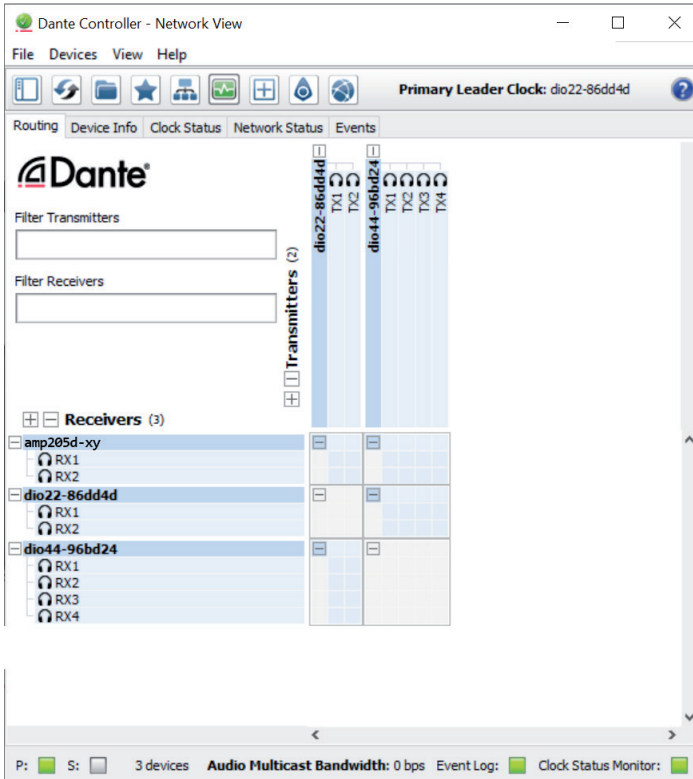 Dante Controller - Network View
File Devices View Help
Primary Leader Clock: dio22-86dd4d
?
Routing Device Info Clock Status Network Status Events
Dante®
Filter Transmitters
Filter Receivers
Transmitters (2)
dio22-86dd4d
TX1
TX2
dio44-96bd24
TX1
TX2
TX3
TX4
Receivers (3)
amp205d-xy
RX1
RX2
dio22-86dd4d
RX1
RX2
dio44-96bd24
RX1
RX2
RX3
RX4
P: S: 3 devices Audio Multicast Bandwidth: 0 bps Event Log: Clock Status Monitor: